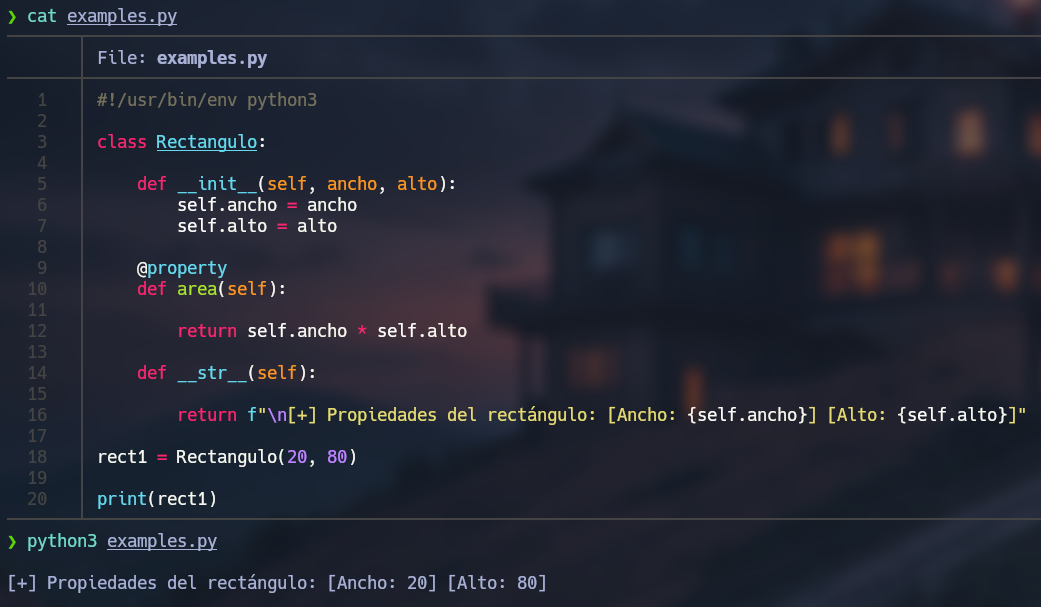 ❯ cat examples.py
File: examples.py
1 #!/usr/bin/env python3
2
3 class Rectangulo:
4
5     def __init__(self, ancho, alto):
6         self.ancho = ancho
7         self.alto = alto
8
9     @property
10     def area(self):
11
12         return self.ancho * self.alto
13
14     def __str__(self):
15
16         return f"\n[+] Propiedades del rectángulo: [Ancho: {self.ancho}] [Alto: {self.alto}]"
17
18 rect1 = Rectangulo(20, 80)
19
20 print(rect1)
❯ python3 examples.py
[+] Propiedades del rectángulo: [Ancho: 20] [Alto: 80]